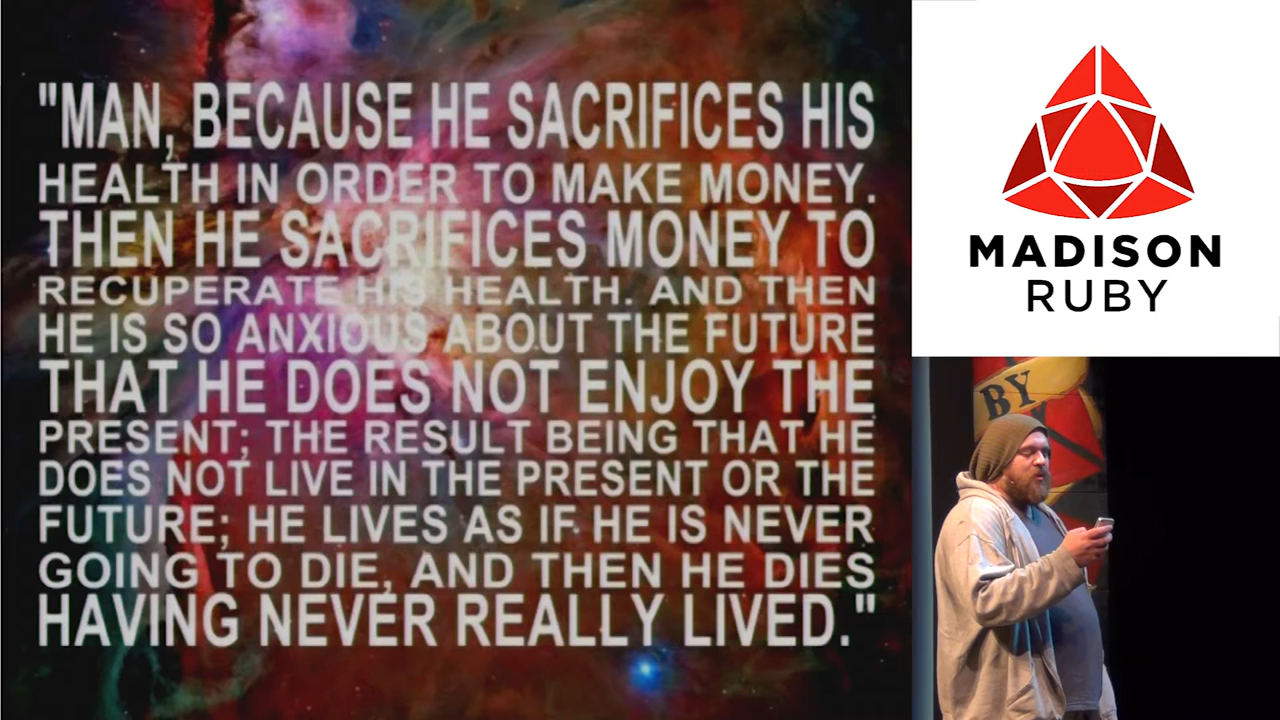 "MAN, BECAUSE HE SACRIFICES HIS
HEALTH IN ORDER TO MAKE MONEY.
THEN HE SACRIFICES MONEY TO
RECUPERATE HIS HEALTH. AND THEN
HE IS SO ANXIOUS ABOUT THE FUTURE
THAT HE DOES NOT ENJOY THE
PRESENT; THE RESULT BEING THAT HE
DOES NOT LIVE IN THE PRESENT OR THE
FUTURE; HE LIVES AS IF HE IS NEVER
GOING TO DIE, AND THEN HE DIES
HAVING NEVER REALLY LIVED."
MADISON
RUBY
BY